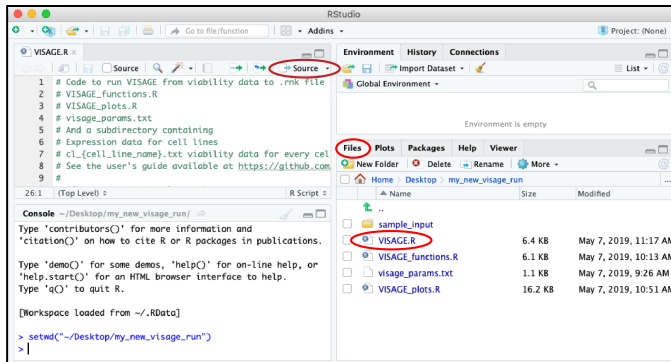 RStudio
Go to file/function
Addins
Project: (None)
VISAGE.R
Source
Source
1 # Code to run VISAGE from viability data to .rnk file
2 # VISAGE_functions.R
3 # VISAGE_plots.R
4 # visage_params.txt
5 # And a subdirectory containing
6 # Expression data for cell lines
7 # cl_{cell_line_name}.txt viability data for every cel
8 # See the user's guide available at https://github.com
9 #
26:1 (Top Level) R Script
Console ~/Desktop/my_new_visage_run/
Type 'contributors()' for more information and
'citation()' on how to cite R or R packages in publications.
Type 'demo()' for some demos, 'help()' for on-line help, or
'help.start()' for an HTML browser interface to help.
Type 'q()' to quit R.
[Workspace loaded from ~/.RData]
> setwd("~/Desktop/my_new_visage_run")
>
Environment History Connections
Import Dataset List
Global Environment
Environment is empty
Files Plots Packages Help Viewer
New Folder Delete Rename More
Home Desktop my_new_visage_run ...
Name Size Modified
..
sample_input
VISAGE.R 6.4 KB May 7, 2019, 11:17 AM
VISAGE_functions.R 6.1 KB May 7, 2019, 10:13 AM
visage_params.txt 1.1 KB May 7, 2019, 9:26 AM
VISAGE_plots.R 16.2 KB May 7, 2019, 10:51 AM